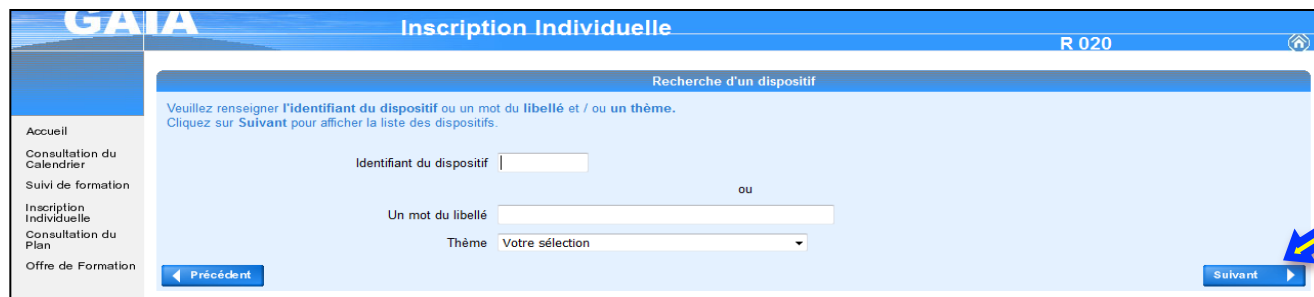 GAIA
Inscription Individuelle
R 020
Recherche d'un dispositif
Veuillez renseigner l'identifiant du dispositif ou un mot du libellé et / ou un thème.
Cliquez sur Suivant pour afficher la liste des dispositifs.
Accueil
Consultation du
Calendrier
Suivi de formation
Inscription
Individuelle
Consultation du
Plan
Offre de Formation
Identifiant du dispositif
ou
Un mot du libellé
Thème Votre sélection
Précédent
Suivant